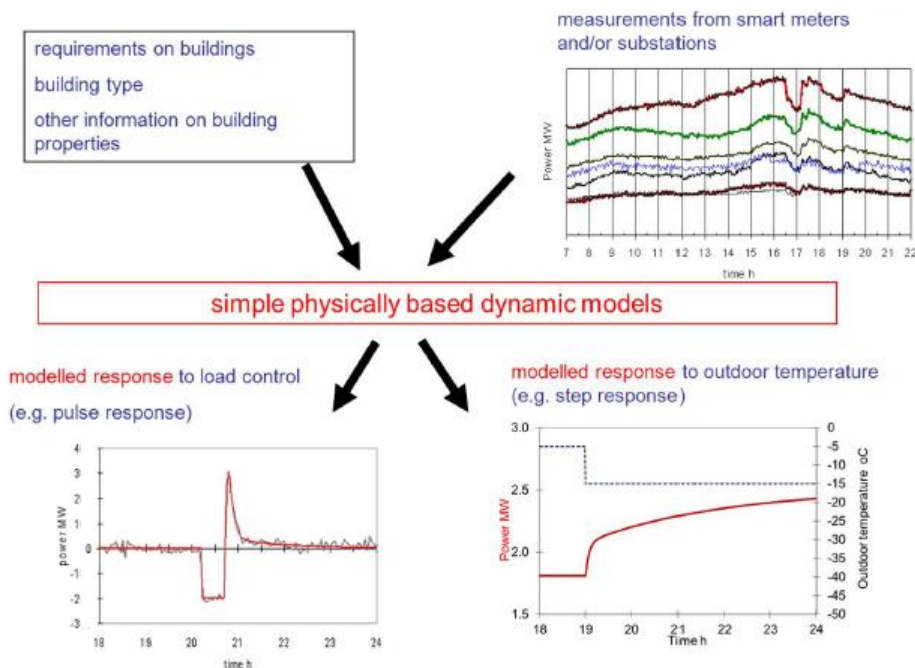 requirements on buildings
building type
other information on building
properties
measurements from smart meters
and/or substations
Power MW
7 8 9 10 11 12 13 14 15 16 17 18 19 20 21 22
time h
simple physically based dynamic models
modelled response to load control
(e.g. pulse response)
4
3
2
1
0
-1
-2
-3
power MW
18 19 20 21 22 23 24
time h
modelled response to outdoor temperature
(e.g. step response)
3.0
2.5
2.0
1.5
Power MW
0
-5
-10
-15
-20
-25
-30
-35
-40
-45
-50
Outdoor temperature oC
18 19 20 21 22 23 24
Tiime h